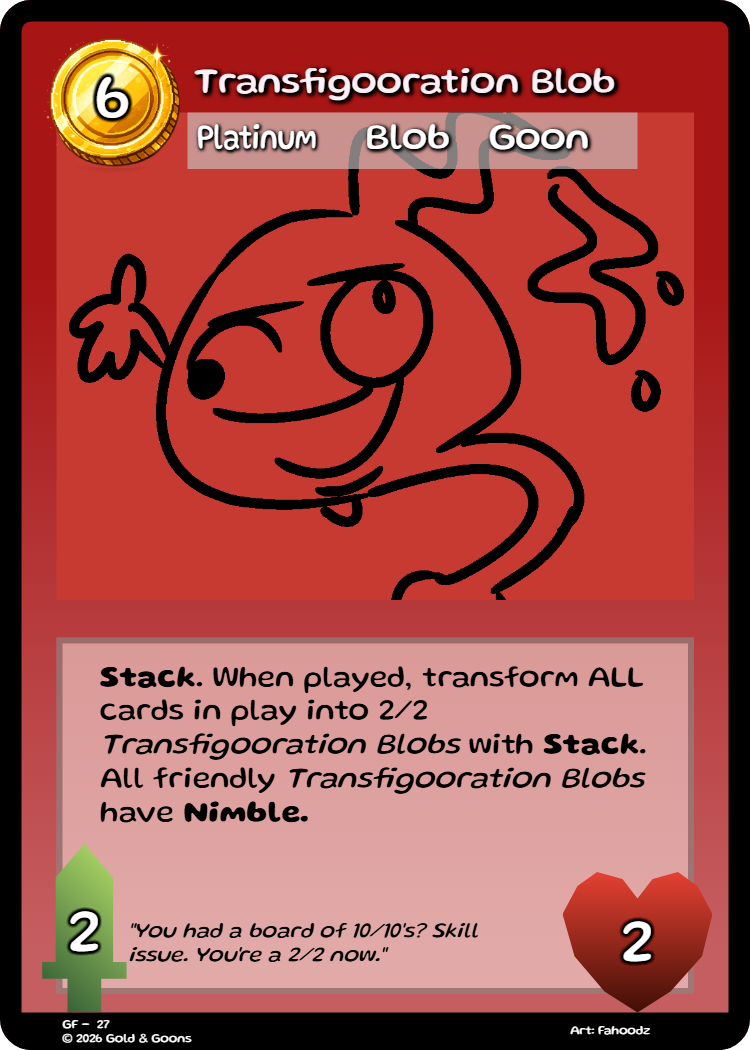 6
Transfigooration Blob
Platinum Blob Goon
Stack. When played, transform ALL
cards in play into 2/2
Transfigooration Blobs with Stack.
All friendly Transfigooration Blobs
have Nimble.
2
"You had a board of 10/10's? Skill
issue. You're a 2/2 now."
2
GF - 27
© 2026 Gold & Goons
Art: Fahoodz